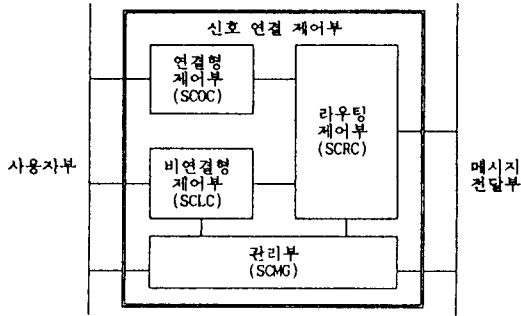 신호 연결 제어부
연결형
제어부
(SCOC)
라우팅
제어부
(SCRC)
사용자부
비연결형
제어부
(SCLC)
메시지
전달부
관리부
(SCMG)